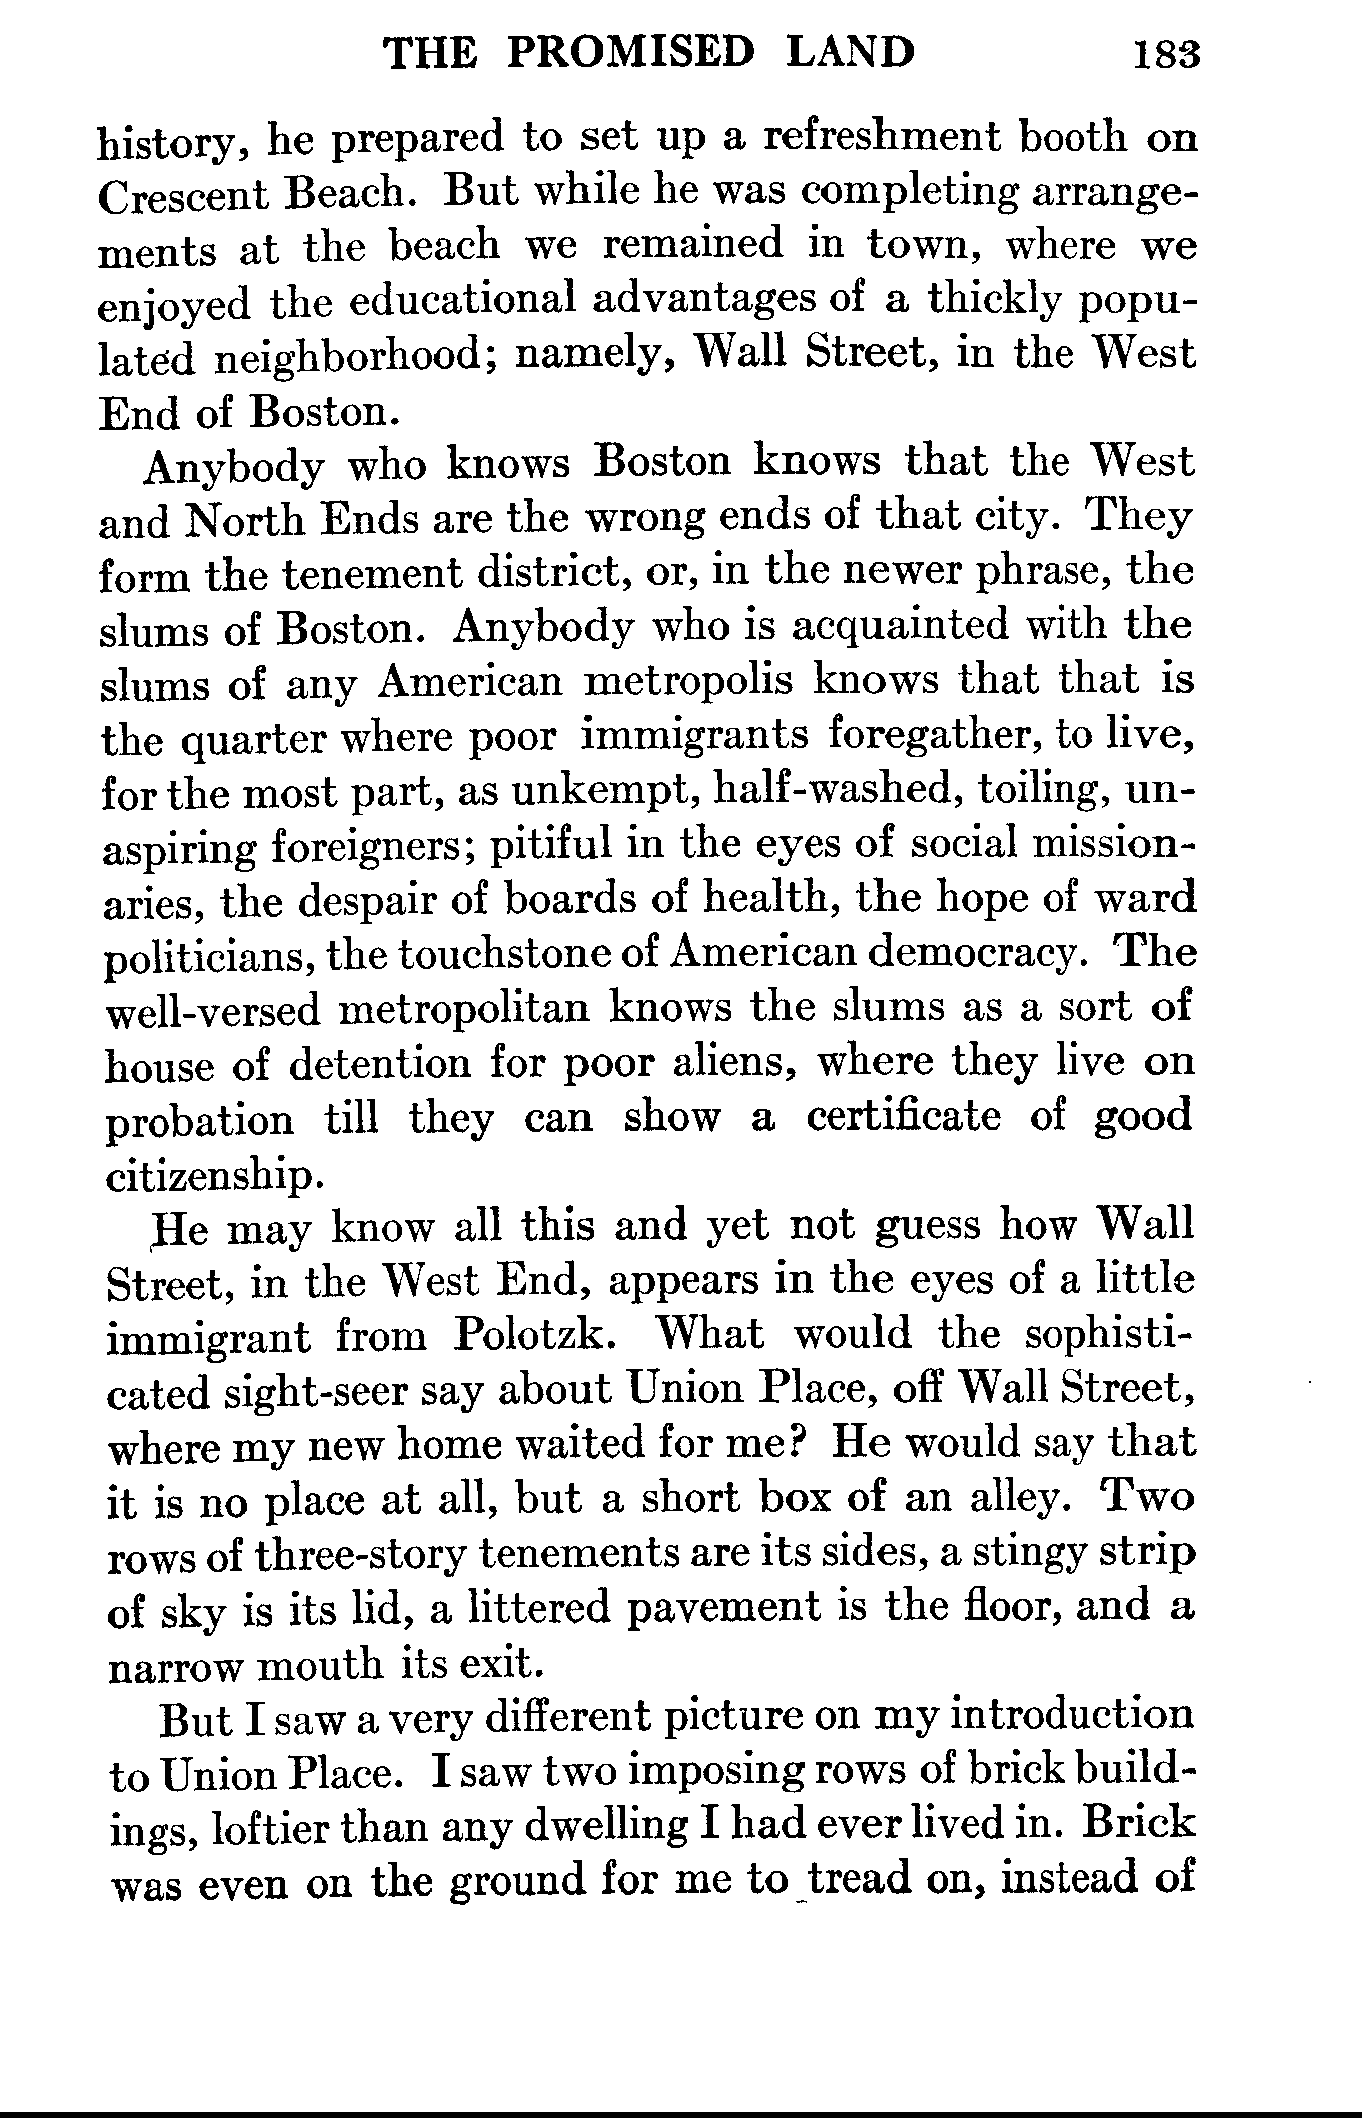 THE PROMISED LAND 183
history, he prepared to set up a refreshment booth on
Crescent Beach. But while he was completing arrange-
ments at the beach we remained in town, where we
enjoyed the educational advantages of a thickly popu-
lated neighborhood; namely, Wall Street, in the West
End of Boston.
Anybody who knows Boston knows that the West
and North Ends are the wrong ends of that city. They
form the tenement district, or, in the newer phrase, the
slums of Boston. Anybody who is acquainted with the
slums of any American metropolis knows that that is
the quarter where poor immigrants foregather, to live,
for the most part, as unkempt, half-washed, toiling, un-
aspiring foreigners; pitiful in the eyes of social mission-
aries, the despair of boards of health, the hope of ward
politicians, the touchstone of American democracy. The
well-versed metropolitan knows the slums as a sort of
house of detention for poor aliens, where they live on
probation till they can show a certificate of good
citizenship.
He may know all this and yet not guess how Wall
Street, in the West End, appears in the eyes of a little
immigrant from Polotzk. What would the sophisti-
cated sight-seer say about Union Place, off Wall Street,
where my new home waited for me? He would say that
it is no place at all, but a short box of an alley. Two
rows of three-story tenements are its sides, a stingy strip
of sky is its lid, a littered pavement is the floor, and a
narrow mouth its exit.
But I saw a very different picture on my introduction
to Union Place. I saw two imposing rows of brick build-
ings, loftier than any dwelling I had ever lived in. Brick
was even on the ground for me to tread on, instead of